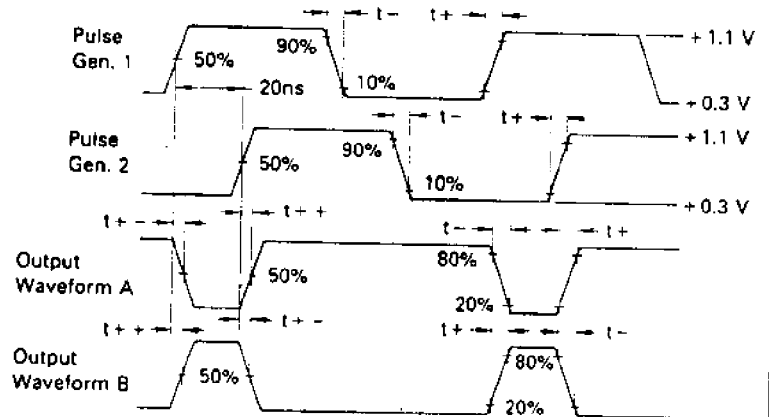 t- t+
Pulse
Gen. 1
90%
+ 1.1 V
50%
20ns
10%
+ 0.3 V
t- t+
Pulse
Gen. 2
90%
+ 1.1 V
50%
10%
+ 0.3 V
t + -
t + +
t- t+
Output
Waveform A
50%
80%
20%
t + +
t + -
t+ t-
Output
Waveform B
50%
80%
20%